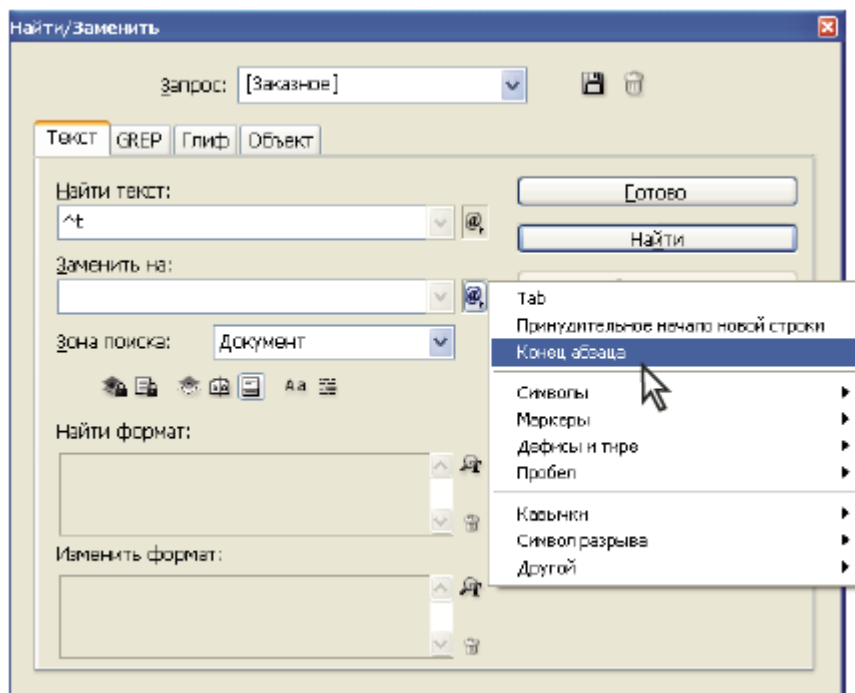 Найти/Заменить
Запрос: [Заказное]
Текст GREP Глиф Объект
Найти текст:
^t
Готово
Найти
Заменить на:
Tab
Принудительное начало новой строки
Конец абзаца
Зона поиска: Документ
Символы
Маркеры
Дефисы и тире
Пробел
Aa
Найти формат:
Кавычки
Символ разрыва
Другой
Изменить формат: